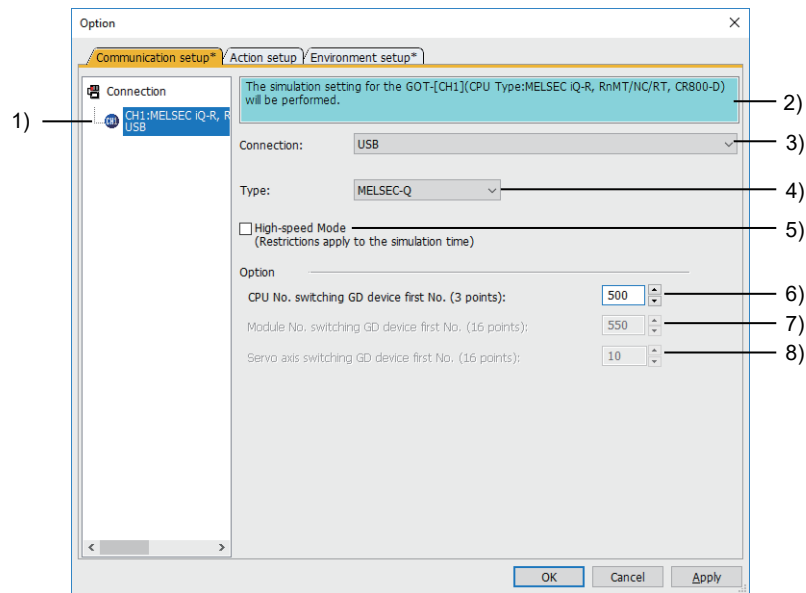 Option
Communication setup* Action setup Environment setup*
Connection
CH1:MELSEC iQ-R, R
USB
1)
The simulation setting for the GOT-[CH1](CPU Type:MELSEC iQ-R, RnMT/NC/RT, CR800-D)
will be performed.
2)
Connection: USB
3)
Type: MELSEC-Q
4)
High-speed Mode
(Restrictions apply to the simulation time)
5)
Option
CPU No. switching GD device first No. (3 points): 500
6)
Module No. switching GD device first No. (16 points): 550
7)
Servo axis switching GD device first No. (16 points): 10
8)
OK Cancel Apply